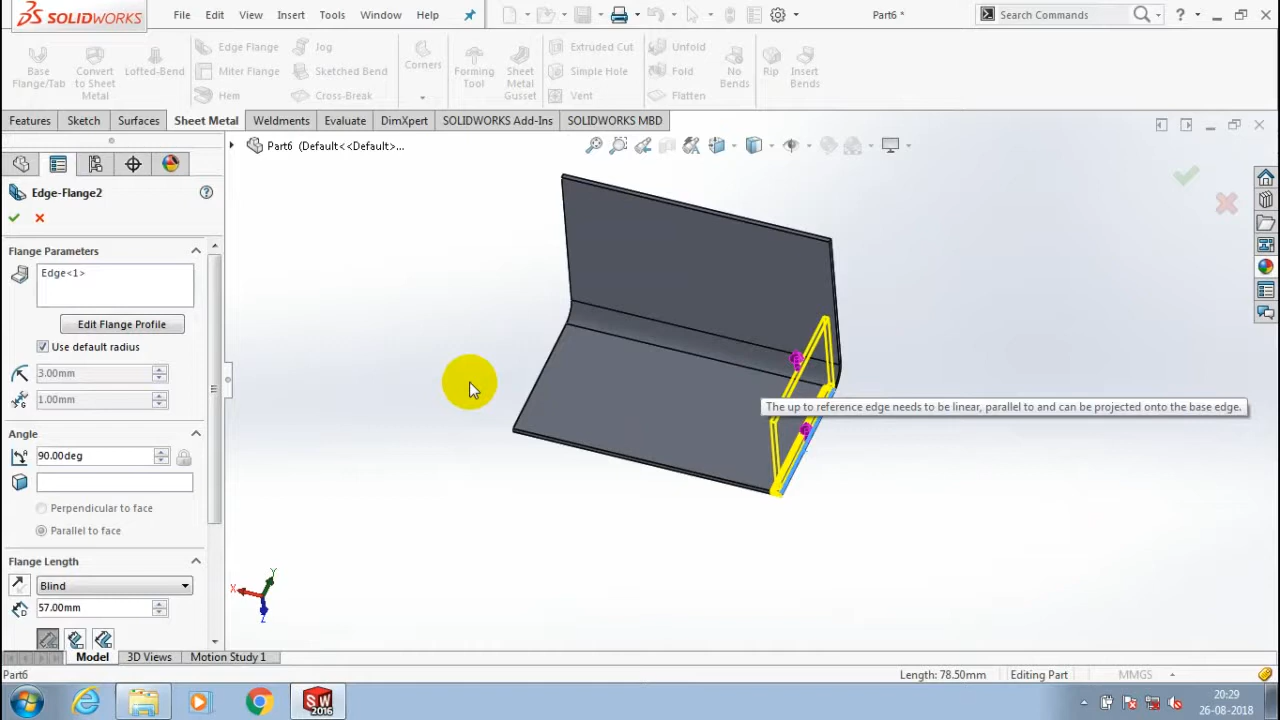 SOLIDWORKS File Edit View Insert Tools Window Help Part6 * Search Commands
Base Flange/Tab Convert to Sheet Metal Lofted-Bend Edge Flange Miter Flange Hem Jog Sketched Bend Cross-Break Corners Forming Tool Sheet Metal Gusset Extruded Cut Simple Hole Vent Unfold Fold Flatten No Bends Rip Insert Bends
Features Sketch Surfaces Sheet Metal Weldments Evaluate DimXpert SOLIDWORKS Add-Ins SOLIDWORKS MBD
Part6 (Default<<Default>...
Edge-Flange2
Flange Parameters
Edge<1>
Edit Flange Profile
Use default radius
3.00mm
1.00mm
The up to reference edge needs to be linear, parallel to and can be projected onto the base edge.
Angle
90.00deg
Perpendicular to face
Parallel to face
Flange Length
Blind
57.00mm
X Y Z
Model 3D Views Motion Study 1
Part6 Length: 78.50mm Editing Part MMGS
SW 2016
20:29
26-08-2018